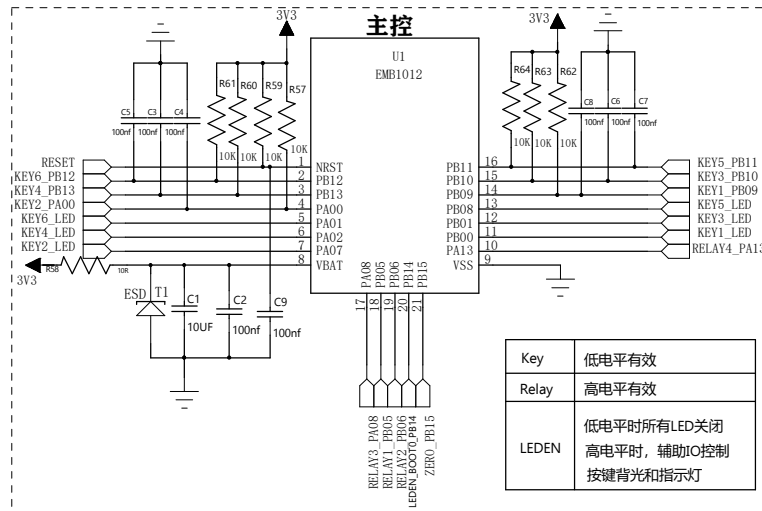 主控
3V3
3V3
U1
EMB1012
R61
R60
R59
R57
R64
R63
R62
C5
C3
C4
C8
C6
C7
100nf
100nf
100nf
100nf
100nf
100nf
10K
10K
10K
10K
10K
10K
10K
RESET
KEY6_PB12
KEY4_PB13
KEY2_PA00
KEY6_LED
KEY4_LED
KEY2_LED
1
2
3
4
5
6
7
8
NRST
PB12
PB13
PA00
PA01
PA02
PA07
VBAT
PB11
PB10
PB09
PB08
PB01
PB00
PA13
VSS
16
15
14
13
12
11
10
9
KEY5_PB11
KEY3_PB10
KEY1_PB09
KEY5_LED
KEY3_LED
KEY1_LED
RELAY4_PA13
R58
10R
3V3
ESD
T1
C1
10UF
C2
100nf
C9
100nf
PA08
PB05
PB06
PB14
PB15
17
18
19
20
21
RELAY3_PA08
RELAY1_PB05
RELAY2_PB06
LEDEN_BOOT0_PB14
ZERO_PB15
Key 低电平有效
Relay 高电平有效
LEDEN
低电平时所有LED关闭
高电平时，辅助IO控制
按键背光和指示灯